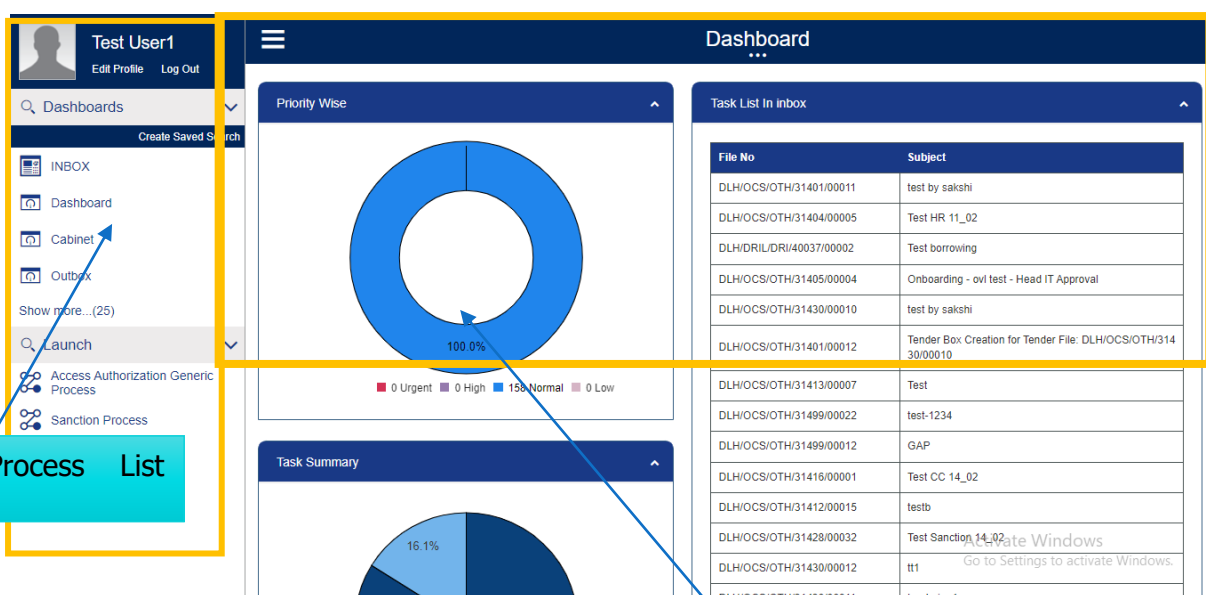 Test User1
Edit Profile Log Out
Dashboards
Create Saved Search
INBOX
Dashboard
Cabinet
Outbox
Show more...(25)
Launch
Access Authorization Generic
Process
Sanction Process
Process List
Dashboard
Priority Wise
100.0%
0 Urgent 0 High 158 Normal 0 Low
Task Summary
16.1%
Task List In inbox
File No Subject
DLH/OCS/OTH/31401/00011 test by sakshi
DLH/OCS/OTH/31404/00005 Test HR 11_02
DLH/DRIL/DRI/40037/00002 Test borrowing
DLH/OCS/OTH/31405/00004 Onboarding - ovl test - Head IT Approval
DLH/OCS/OTH/31430/00010 test by sakshi
DLH/OCS/OTH/31401/00012 Tender Box Creation for Tender File: DLH/OCS/OTH/314
30/00010
DLH/OCS/OTH/31413/00007 Test
DLH/OCS/OTH/31499/00022 test-1234
DLH/OCS/OTH/31499/00012 GAP
DLH/OCS/OTH/31416/00001 Test CC 14_02
DLH/OCS/OTH/31412/00015 testb
DLH/OCS/OTH/31428/00032 Test Sanction 14_02
DLH/OCS/OTH/31430/00012 tt1
Activate Windows
Go to Settings to activate Windows.